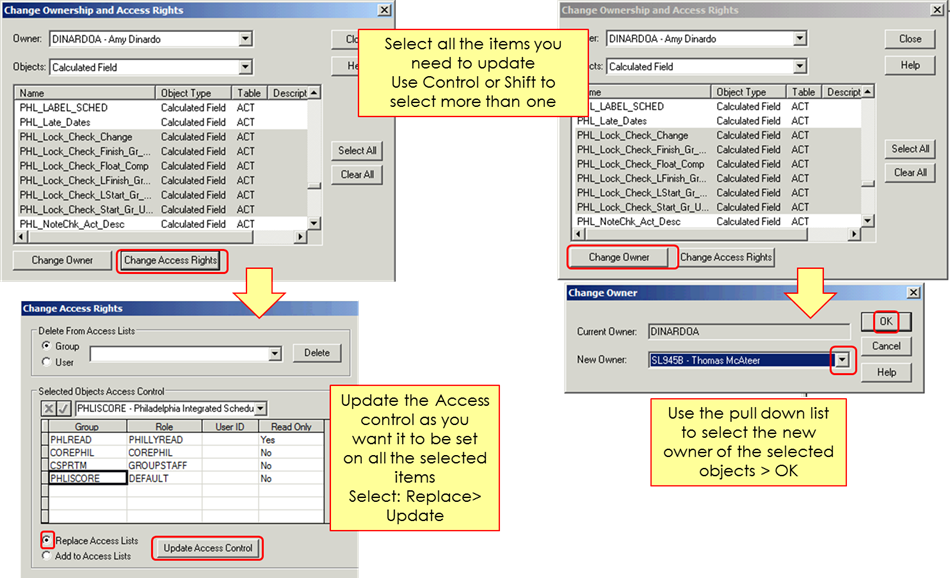 Change Ownership and Access Rights
Owner: DINARDOA - Amy Dinardo
Objects: Calculated Field
Name Object Type Table Descript
PHL_LABEL_SCHED Calculated Field ACT
PHL_Late_Dates Calculated Field ACT
PHL_Lock_Check_Change Calculated Field ACT
PHL_Lock_Check_Finish_Gr_... Calculated Field ACT
PHL_Lock_Check_Float_Comp Calculated Field ACT
PHL_Lock_Check_LFinish_Gr... Calculated Field ACT
PHL_Lock_Check_LStart_Gr_... Calculated Field ACT
PHL_Lock_Check_Start_Gr_U... Calculated Field ACT
PHL_NoteChk_Act_Desc Calculated Field ACT
Clo
He
Select All
Clear All
Change Owner
Change Access Rights
Select all the items you
need to update
Use Control or Shift to
select more than one
Change Ownership and Access Rights
er: DINARDOA - Amy Dinardo
cts: Calculated Field
me Object Type Table Descript
PHL_LABEL_SCHED Calculated Field ACT
PHL_Late_Dates Calculated Field ACT
PHL_Lock_Check_Change Calculated Field ACT
PHL_Lock_Check_Finish_Gr_... Calculated Field ACT
PHL_Lock_Check_Float_Comp Calculated Field ACT
PHL_Lock_Check_LFinish_Gr... Calculated Field ACT
PHL_Lock_Check_LStart_Gr_... Calculated Field ACT
PHL_Lock_Check_Start_Gr_U... Calculated Field ACT
PHL_NoteChk_Act_Desc Calculated Field ACT
Close
Help
Select All
Clear All
Change Owner
Change Access Rights
Change Access Rights
Delete From Access Lists
Group
User
Delete
Selected Objects Access Control
PHLISCORE - Philadelphia Integrated Schedu
Group Role User ID Read Only
PHLREAD PHILLYREAD Yes
COREPHIL COREPHIL No
CSPRTM GROUPSTAFF No
PHLISCORE DEFAULT No
Replace Access Lists
Add to Access Lists
Update Access Control
Update the Access
control as you
want it to be set
on all the selected
items
Select: Replace>
Update
Change Owner
Current Owner: DINARDOA
New Owner: SL945B - Thomas McAteer
OK
Cancel
Help
Use the pull down list
to select the new
owner of the selected
objects > OK